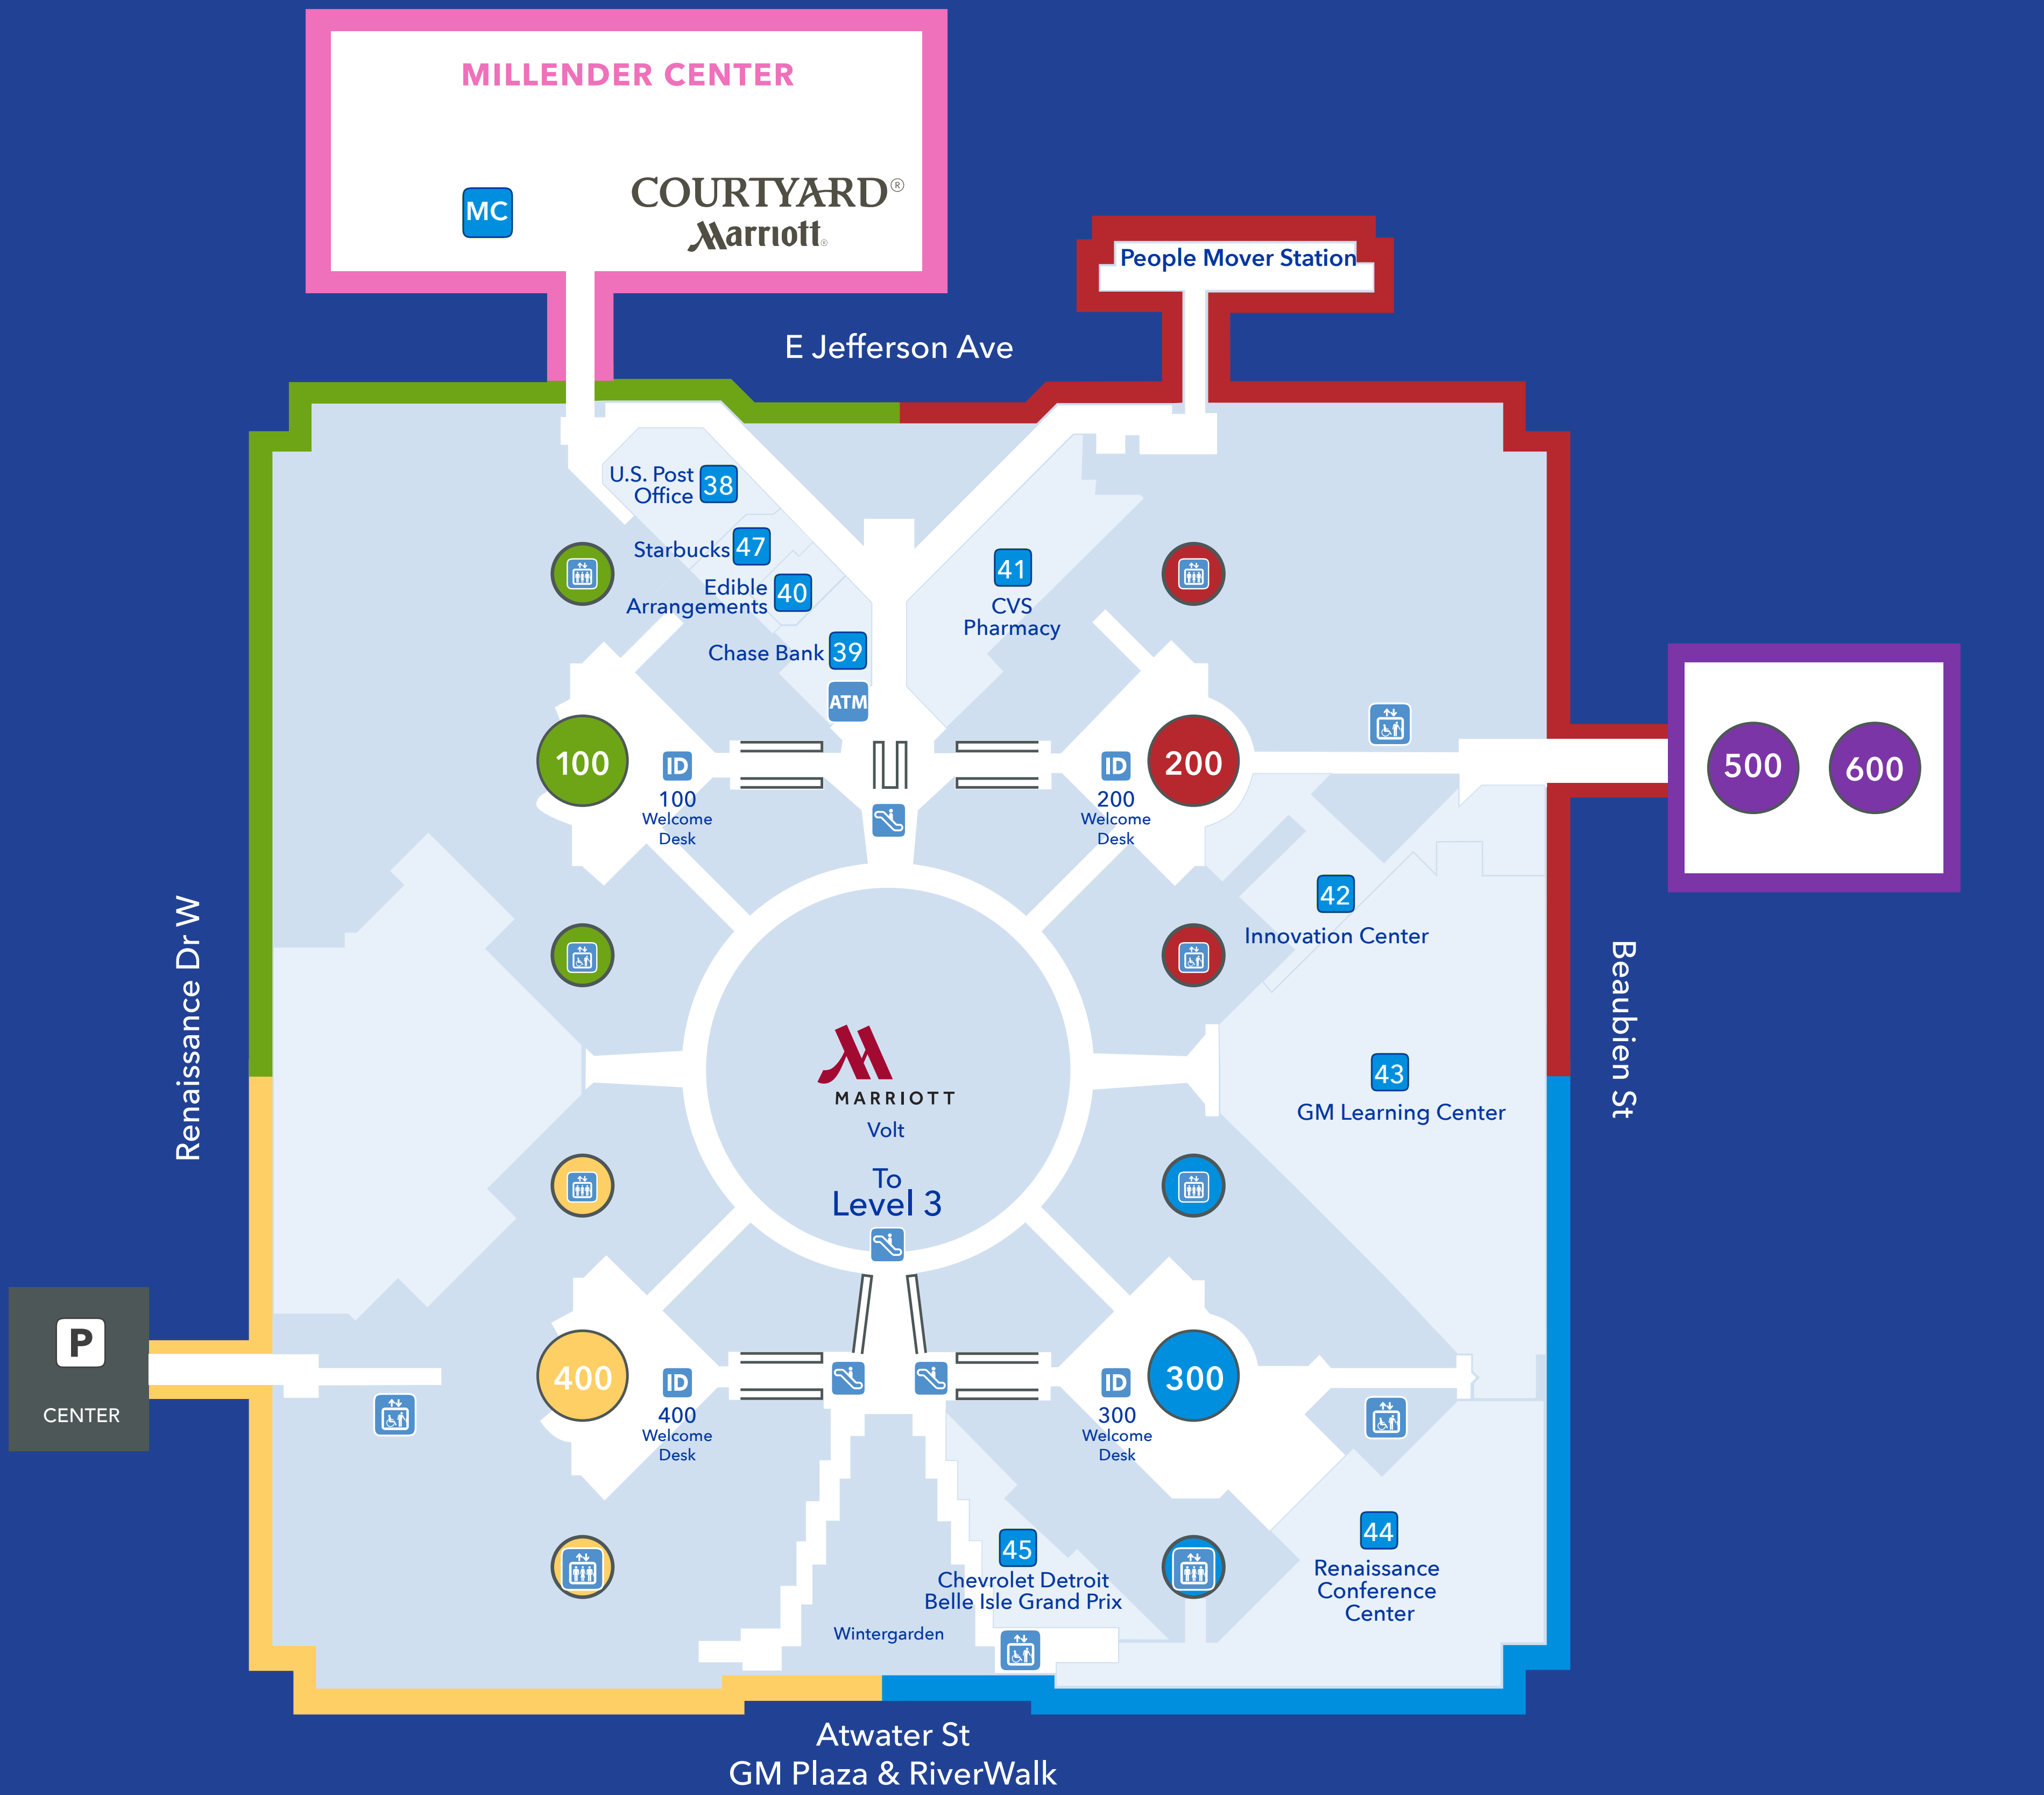 MILLENDER CENTER
MC
COURTYARD®
Marriott®
People Mover Station
E Jefferson Ave
U.S. Post
Office
38
Starbucks
47
Edible
Arrangements
40
41
CVS
Pharmacy
Chase Bank
39
ATM
100
ID
100
Welcome
Desk
ID
200
Welcome
Desk
200
500
600
42
Innovation Center
Renaissance Dr W
Beaubien St
43
GM Learning Center
MARRIOTT
Volt
To
Level 3
P
CENTER
400
ID
400
Welcome
Desk
ID
300
Welcome
Desk
300
45
Chevrolet Detroit
Belle Isle Grand Prix
44
Renaissance
Conference
Center
Wintergarden
Atwater St
GM Plaza & RiverWalk